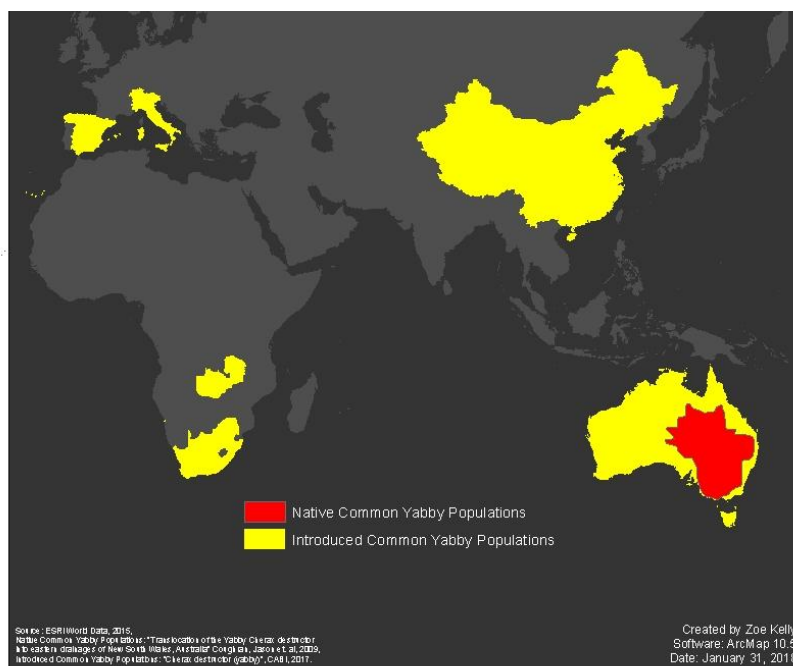 Native Common Yabby Populations
Introduced Common Yabby Populations
Source: ESRI World Data, 2015,
Native Common Yabby Populations: "Translocation of the Yabby Cherax destructor
into eastern drainages of New South Wales, Australia" Coughran, Jason et. al, 2009,
Introduced Common Yabby Populations: "Cherax destructor (yabby)", CABI, 2017.
Created by Zoe Kelly
Software: ArcMap 10.5
Date: January 31, 2018